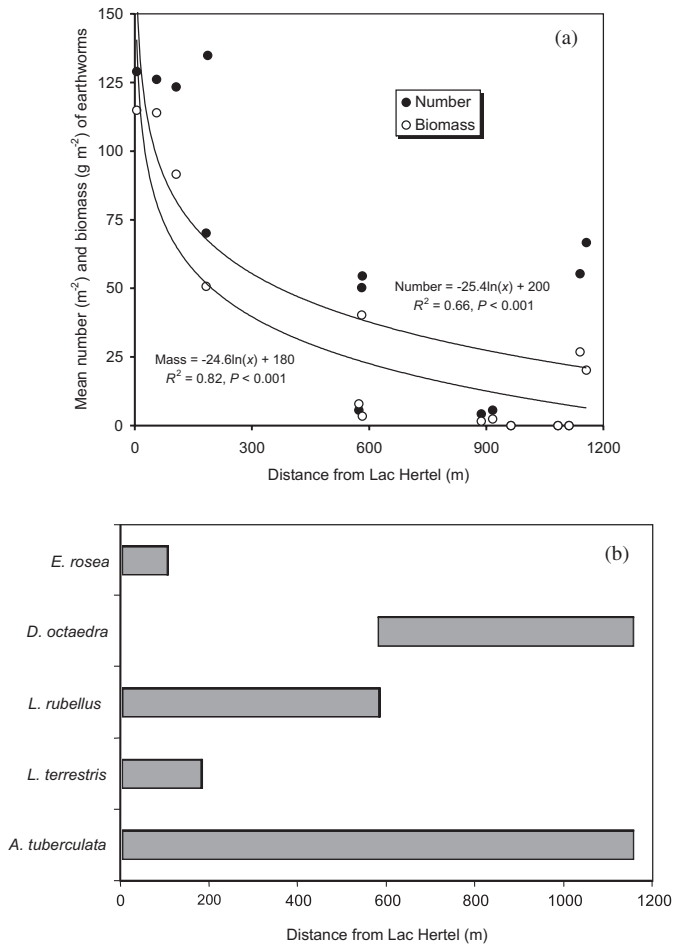 150
(a)
125
Number
Biomass
100
75
50
25
0
Mean number (m⁻²) and biomass (g m⁻²) of earthworms
Number = -25.4ln(x) + 200
R² = 0.66, P < 0.001
Mass = -24.6ln(x) + 180
R² = 0.82, P < 0.001
0 300 600 900 1200
Distance from Lac Hertel (m)
(b)
E. rosea
D. octaedra
L. rubellus
L. terrestris
A. tuberculata
0 200 400 600 800 1000 1200
Distance from Lac Hertel (m)